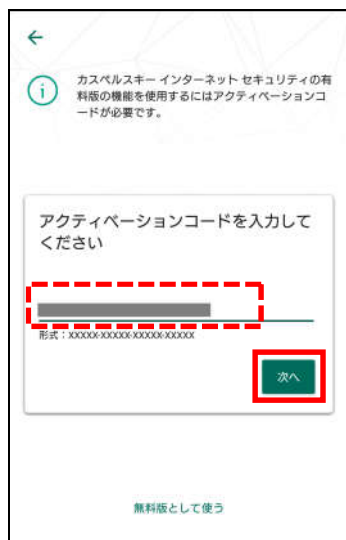 カスペルスキー インターネット セキュリティの有
料版の機能を使用するにはアクティベーションコ
ードが必要です。
アクティベーションコードを入力して
ください
形式：xxxxx-xxxxx-xxxxx-xxxxx
次へ
無料版として使う